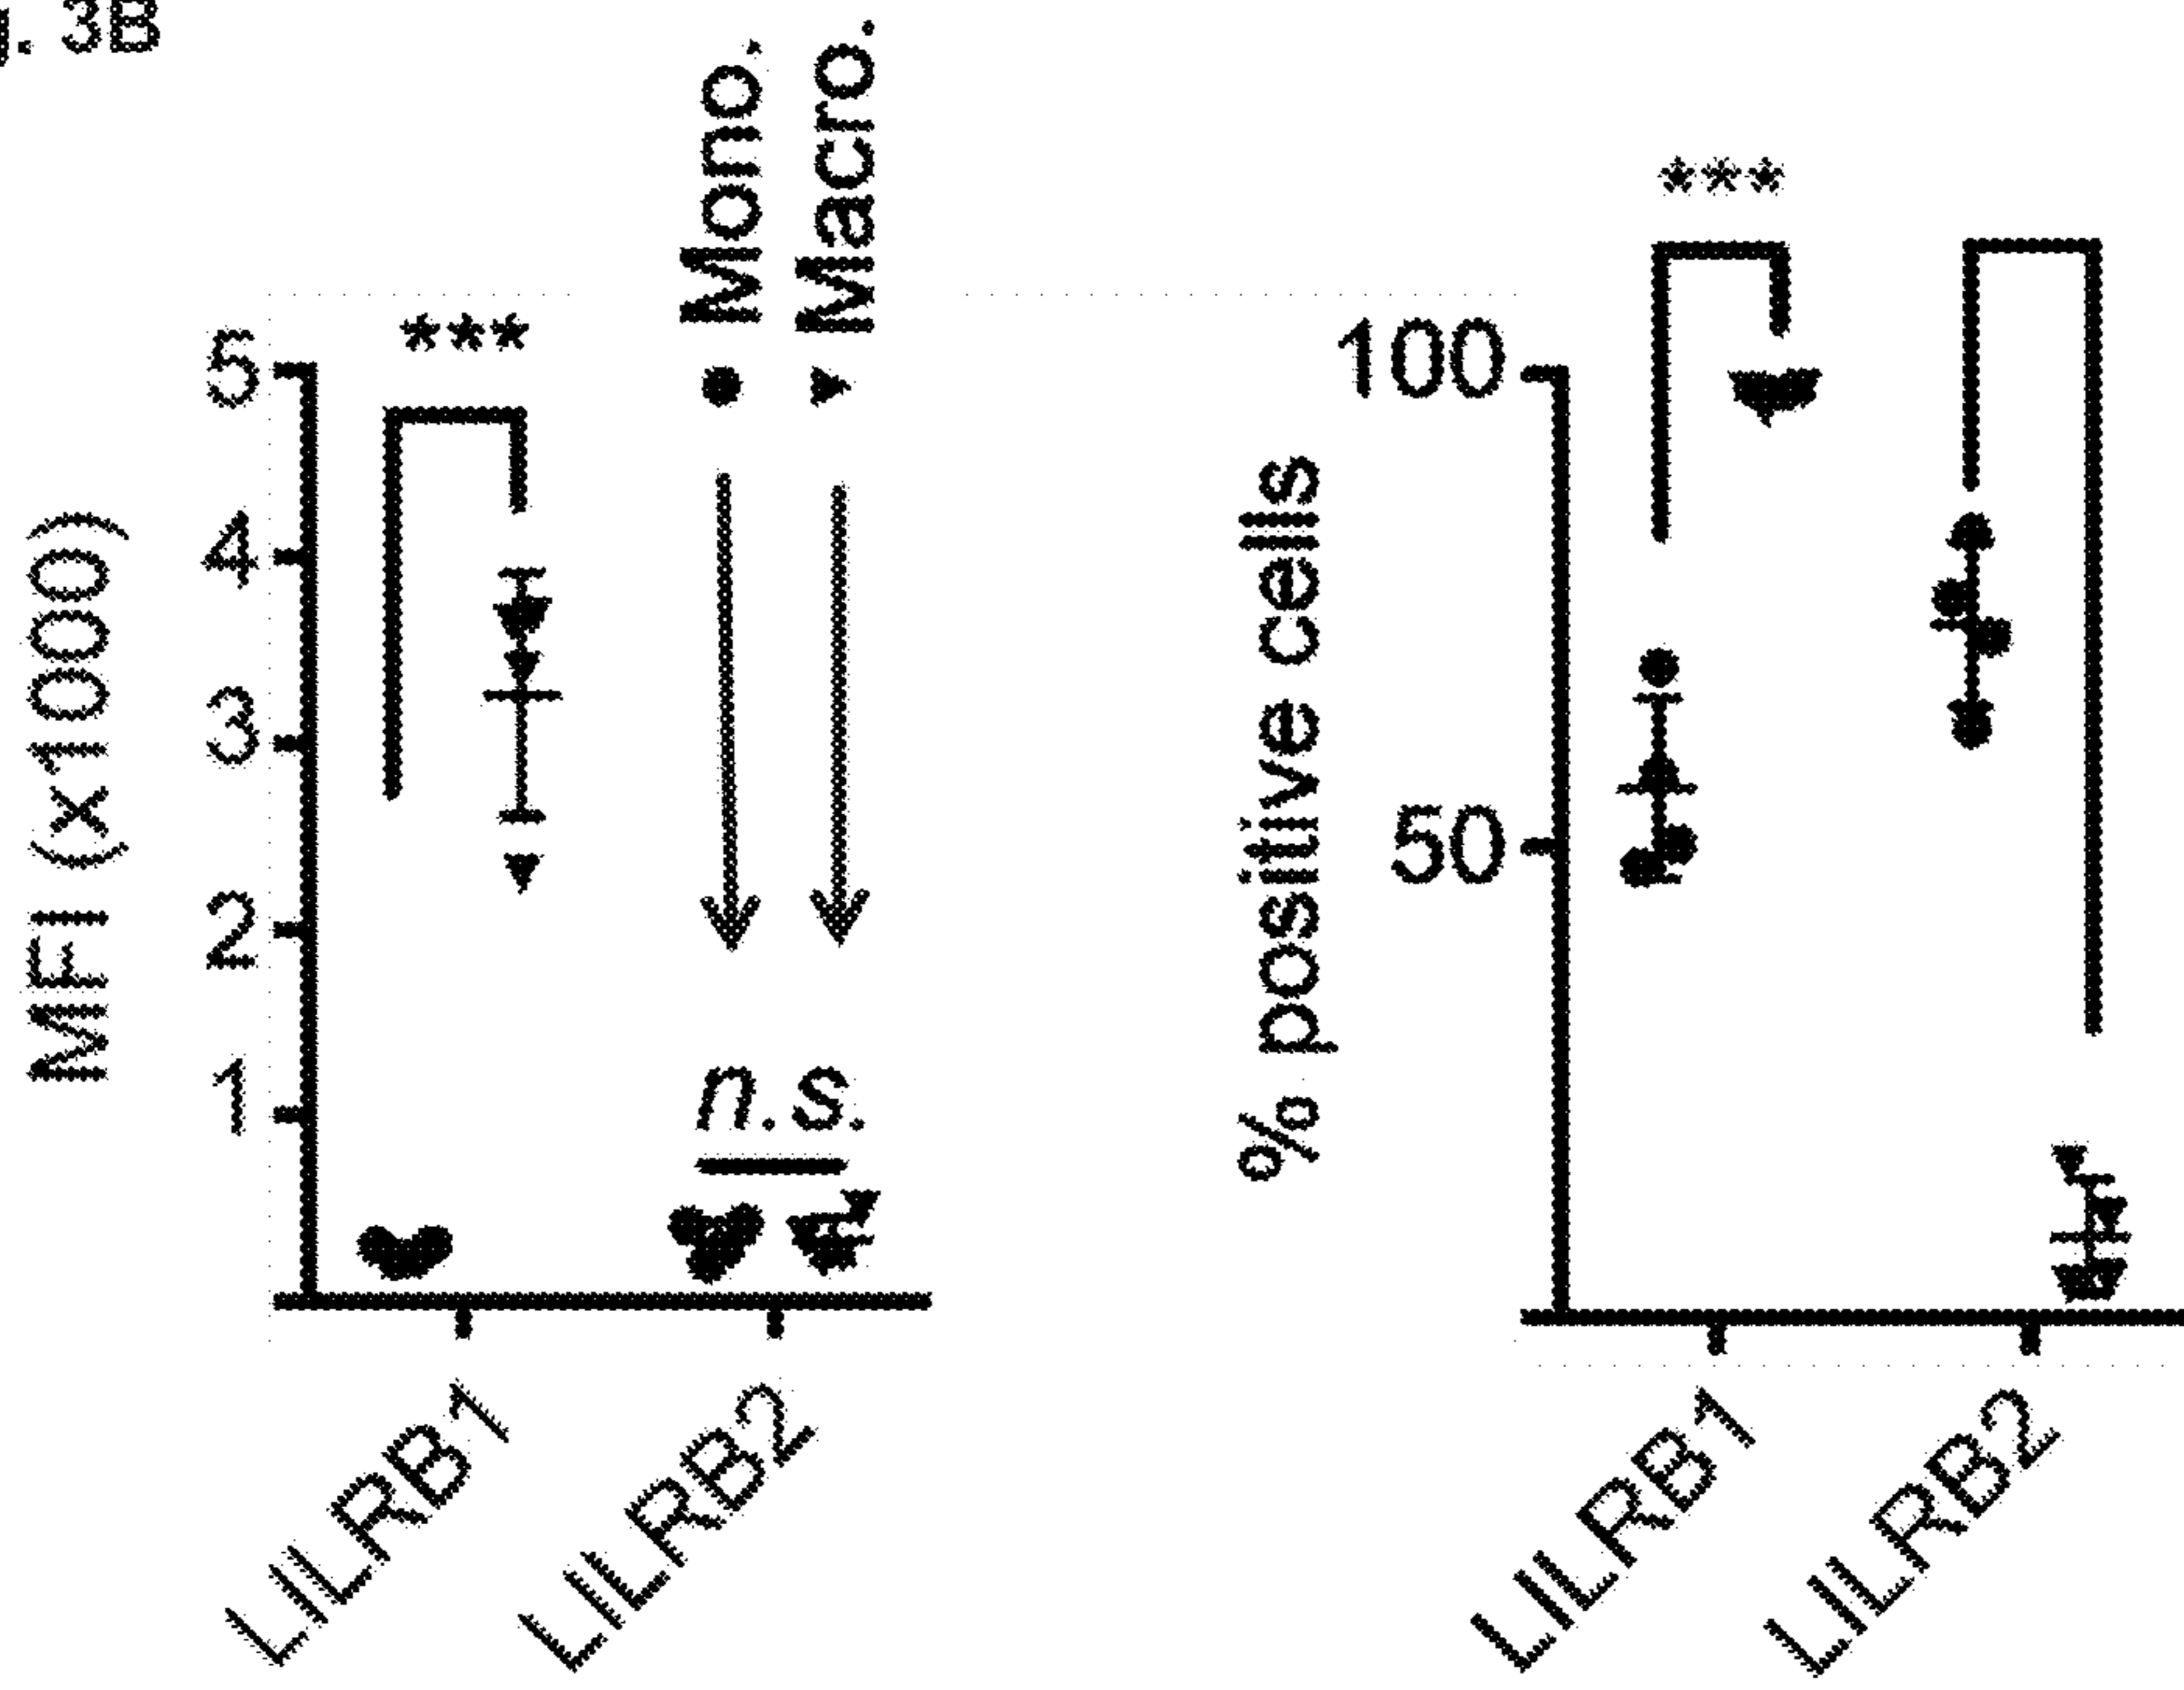 . 3B
Mono.
Macro.
***
MFI (x1000)
5
4
3
2
1
n.s.
LILRB1
LILRB2
***
% positive cells
100
50
LILRB1
LILRB2